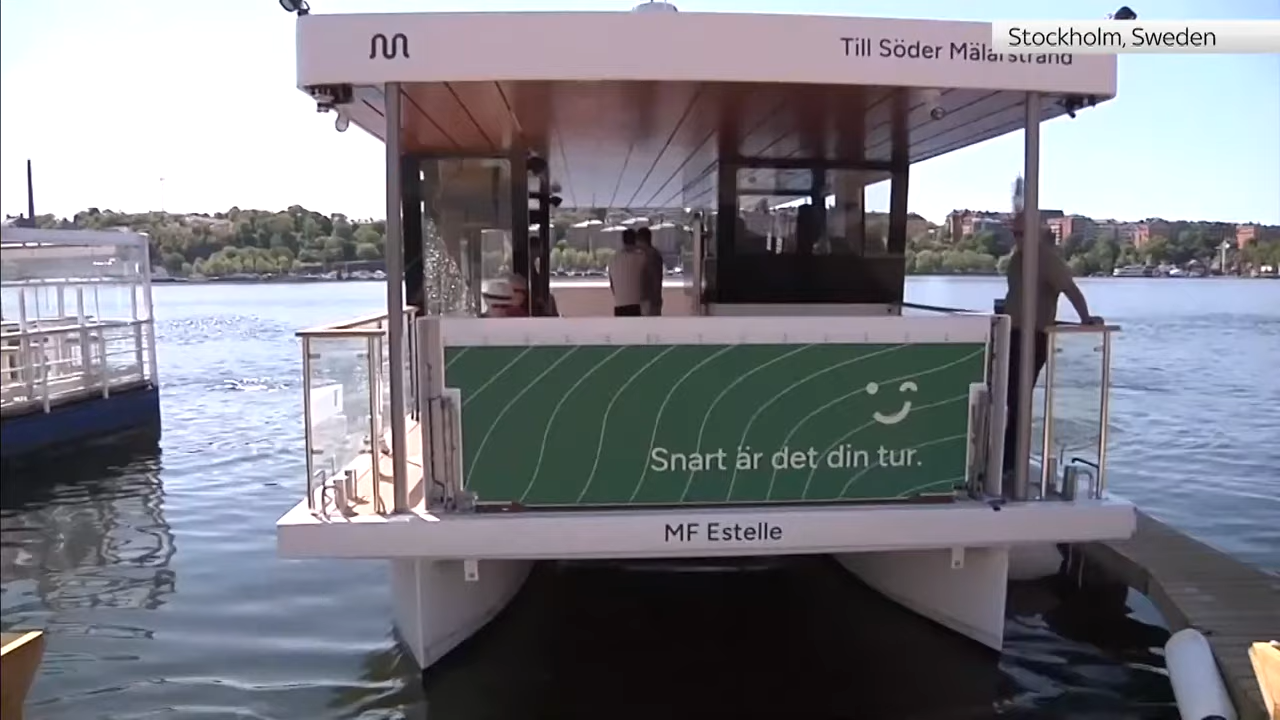 Stockholm, Sweden
Till Söder Mälarstrand
Snart är det din tur.
MF Estelle